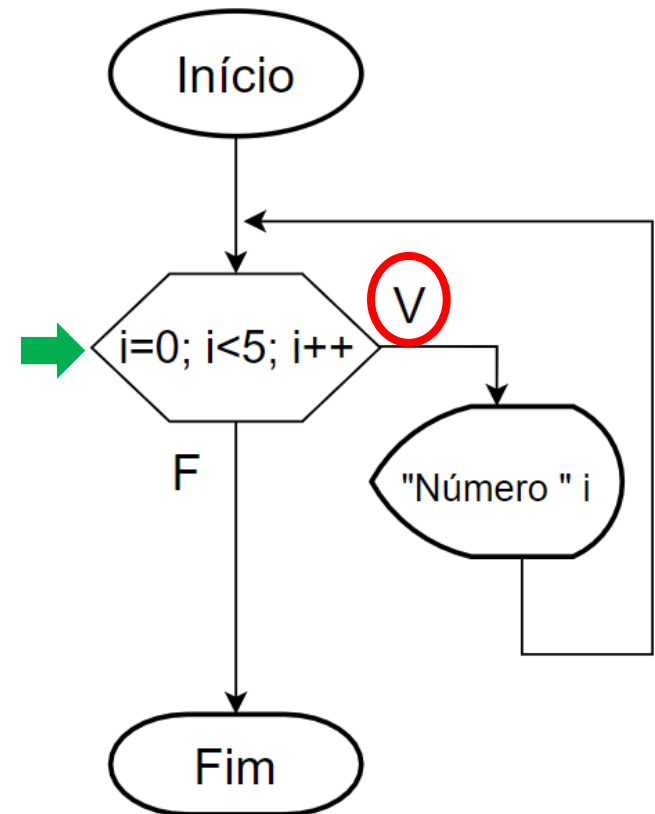 Início
i=0; i<5; i++
V
"Número " i
F
Fim